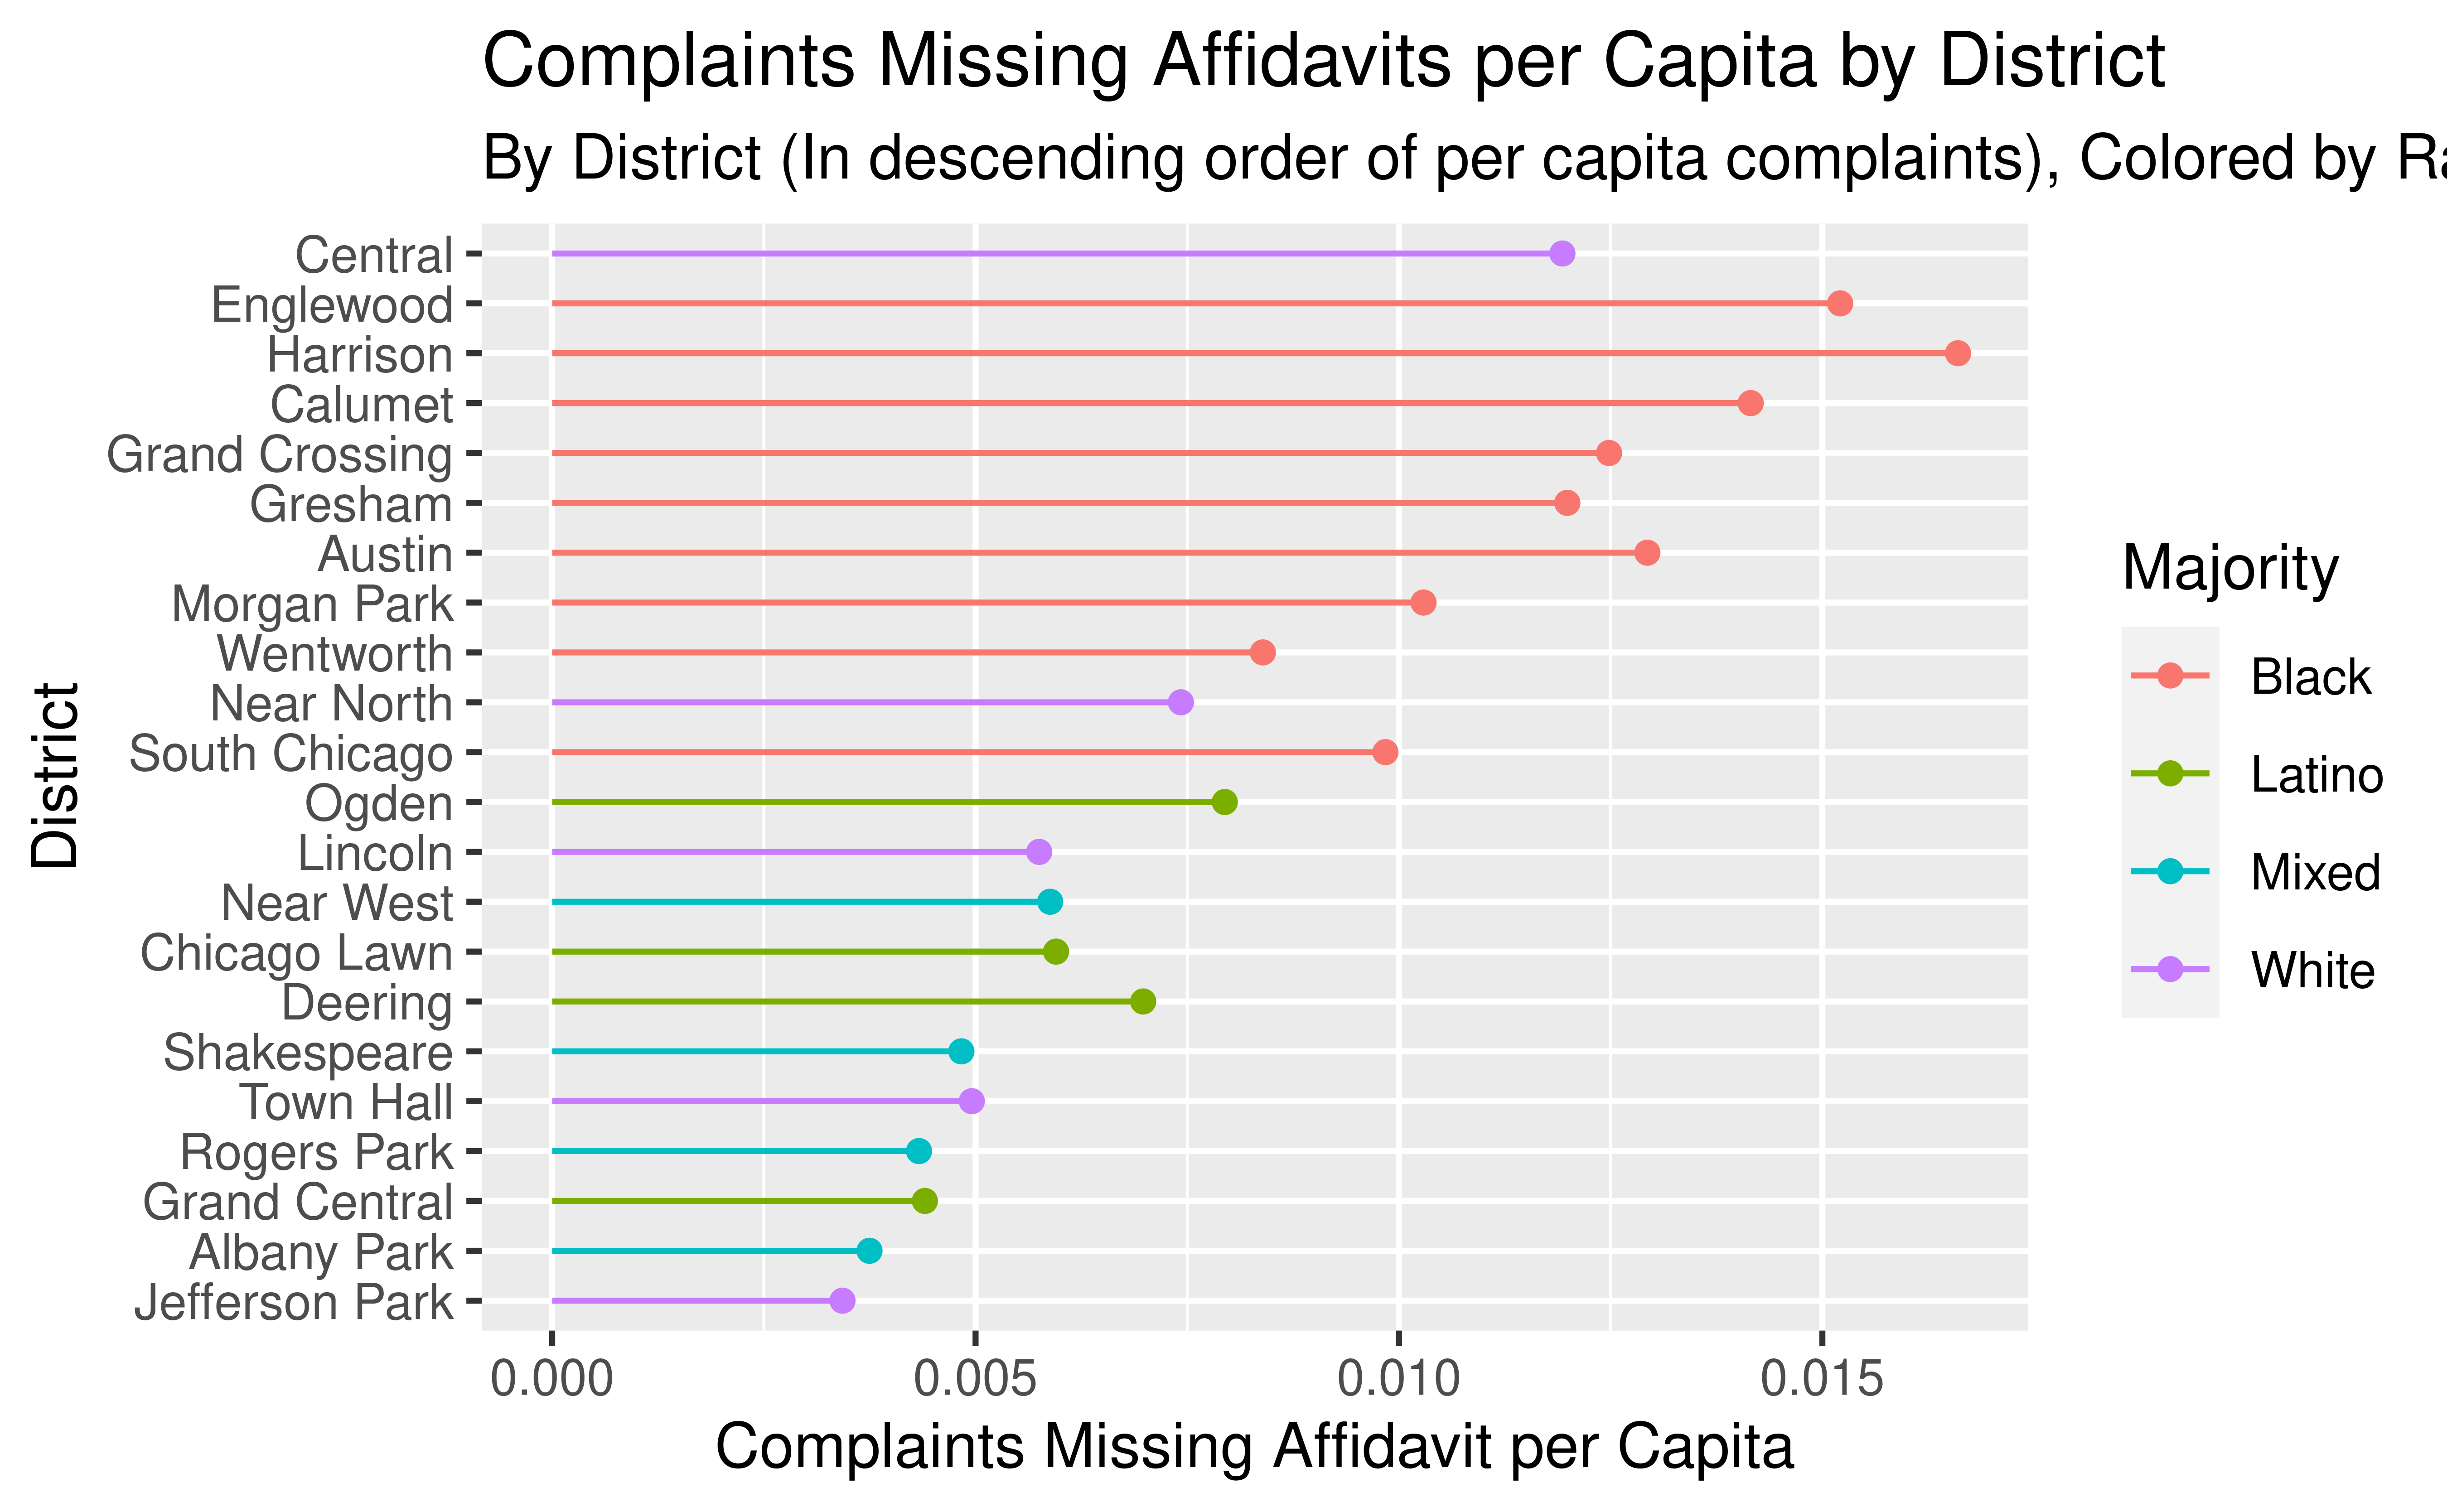 Complaints Missing Affidavits per Capita by District
By District (In descending order of per capita complaints), Colored by
Central
Englewood
Harrison
Calumet
Grand Crossing
Gresham
Austin
Morgan Park
Wentworth
Near North
South Chicago
Ogden
Lincoln
Near West
Chicago Lawn
Deering
Shakespeare
Town Hall
Rogers Park
Grand Central
Albany Park
Jefferson Park
District
0.000 0.005 0.010 0.015
Complaints Missing Affidavit per Capita
Majority
Black
Latino
Mixed
White